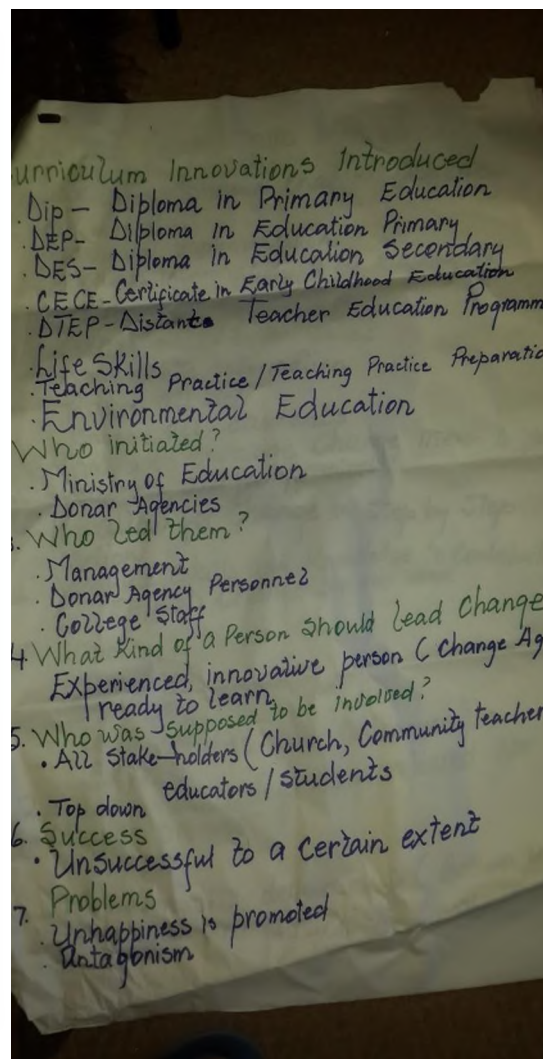 urriculum Innovations Introduced
. Dip – Diploma in Primary Education
. DEP – Diploma in Education Primary
. DES – Diploma in Education Secondary
. CECE – Certificate in Early Childhood Education
. DTEP – Distante Teacher Education Programm
. Life Skills
. Teaching Practice / Teaching Practice Preparatio
. Environmental Education
Who initiated?
. Ministry of Education
. Donar Agencies
. Who led them?
. Management
. Donar Agency Personnel
. College Staff
4. What Kind of a Person Should lead Change
Experienced, innovative person ( Change Ag
ready to learn
5. Who was supposed to be involved?
• All Stake-holders ( Church, Community teacher
educators / students
. Top down
6. Success
• Unsuccessful to a certain extent
7. Problems
. Unhappiness is promoted
. Antagonism